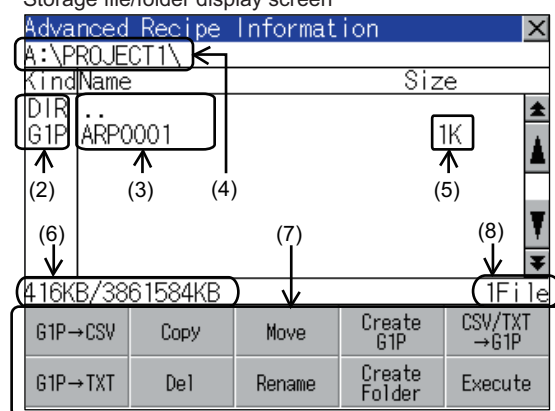 Storage file/folder display screen
Advanced Recipe Information
A:\PROJECT1\
Kind Name Size
DIR ..
G1P ARP0001 1K
(2) (3) (4) (5)
(6) (7) (8)
416KB/3861584KB 1File
G1P→CSV Copy Move Create G1P CSV/TXT →G1P
G1P→TXT Del Rename Create Folder Execute